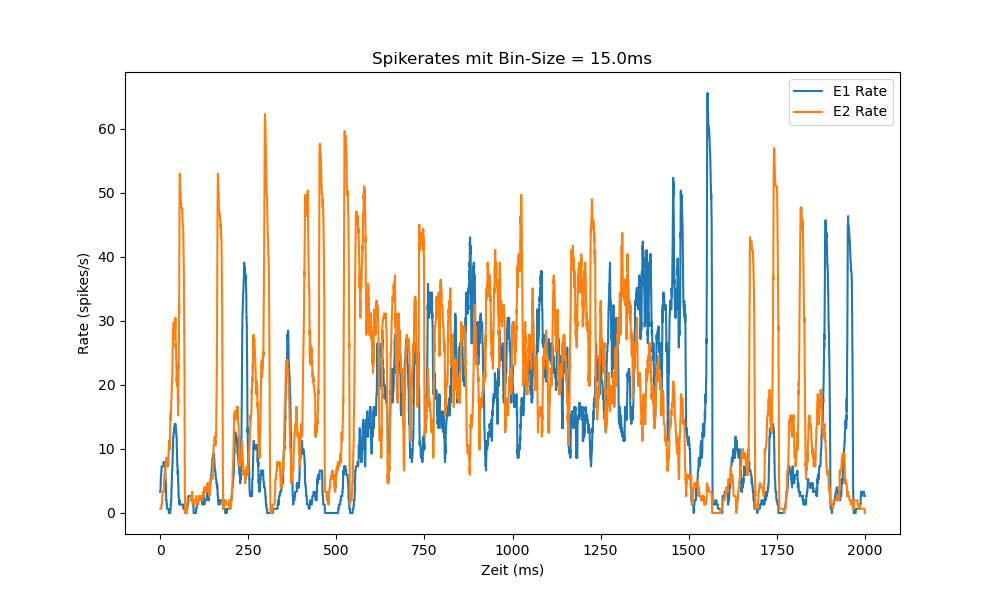 Spikerates mit Bin-Size = 15.0ms
E1 Rate
E2 Rate
60
50
40
30
20
10
0
Rate (spikes/s)
0 250 500 750 1000 1250 1500 1750 2000
Zeit (ms)